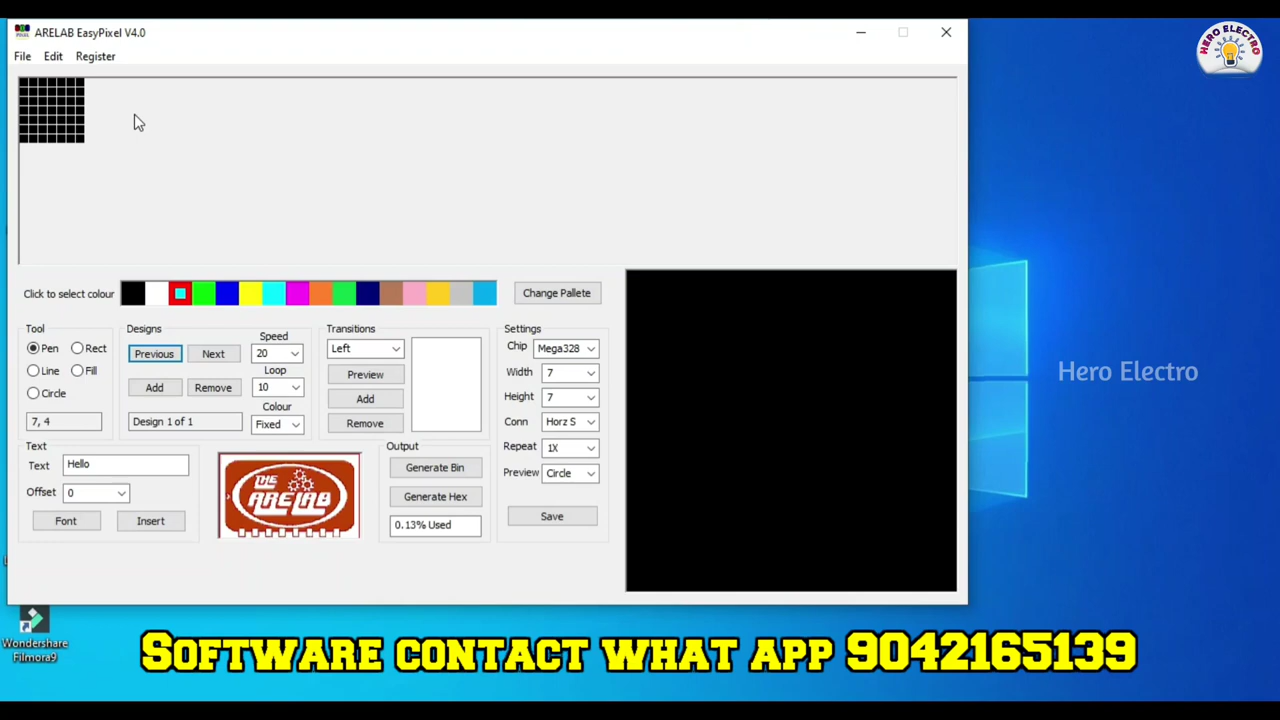 ARELAB EasyPixel V4.0
HERO ELECTRO
File Edit Register
Click to select colour
Change Pallete
Tool
Pen Rect
Line Fill
Circle
7, 4
Designs
Previous Next
Add Remove
Design 1 of 1
Speed
20
Loop
10
Colour
Fixed
Transitions
Left
Preview
Add
Remove
Settings
Chip Mega328
Width 7
Height 7
Conn Horz S
Repeat 1X
Preview Circle
Save
Text
Text Hello
Offset 0
Font Insert
THE
ARELAB
Output
Generate Bin
Generate Hex
0.13% Used
Hero Electro
Wondershare
Filmora9
Software contact what app 9042165139